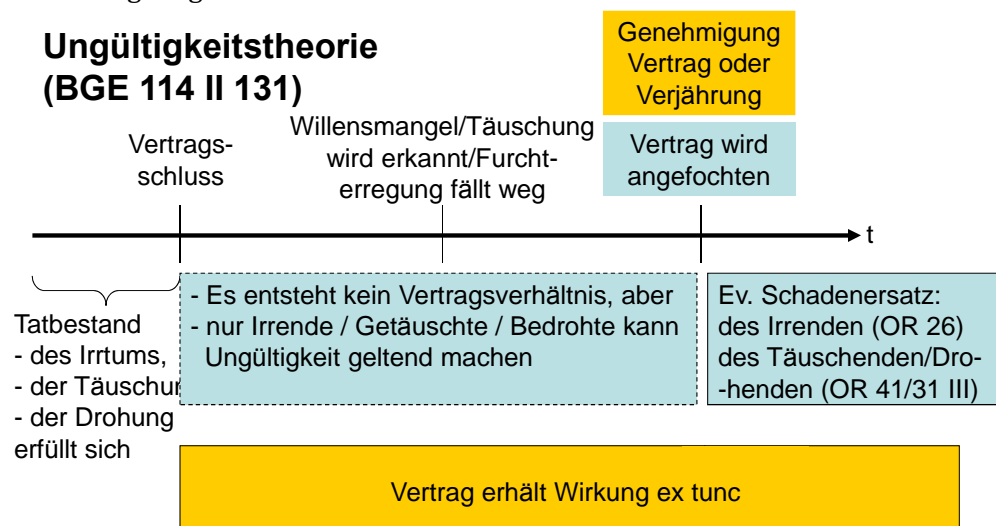 Ungültigkeitstheorie
(BGE 114 II 131)
Genehmigung
Vertrag oder
Verjährung
Vertrags-
schluss
Willensmangel/Täuschung
wird erkannt/Furcht-
erregung fällt weg
Vertrag wird
angefochten
t
Tatbestand
- des Irrtums,
- der Täuschu
- der Drohung
erfüllt sich
- Es entsteht kein Vertragsverhältnis, aber
- nur Irrende / Getäuschte / Bedrohte kann
Ungültigkeit geltend machen
Ev. Schadenersatz:
des Irrenden (OR 26)
des Täuschenden/Dro-
-henden (OR 41/31 III)
Vertrag erhält Wirkung ex tunc